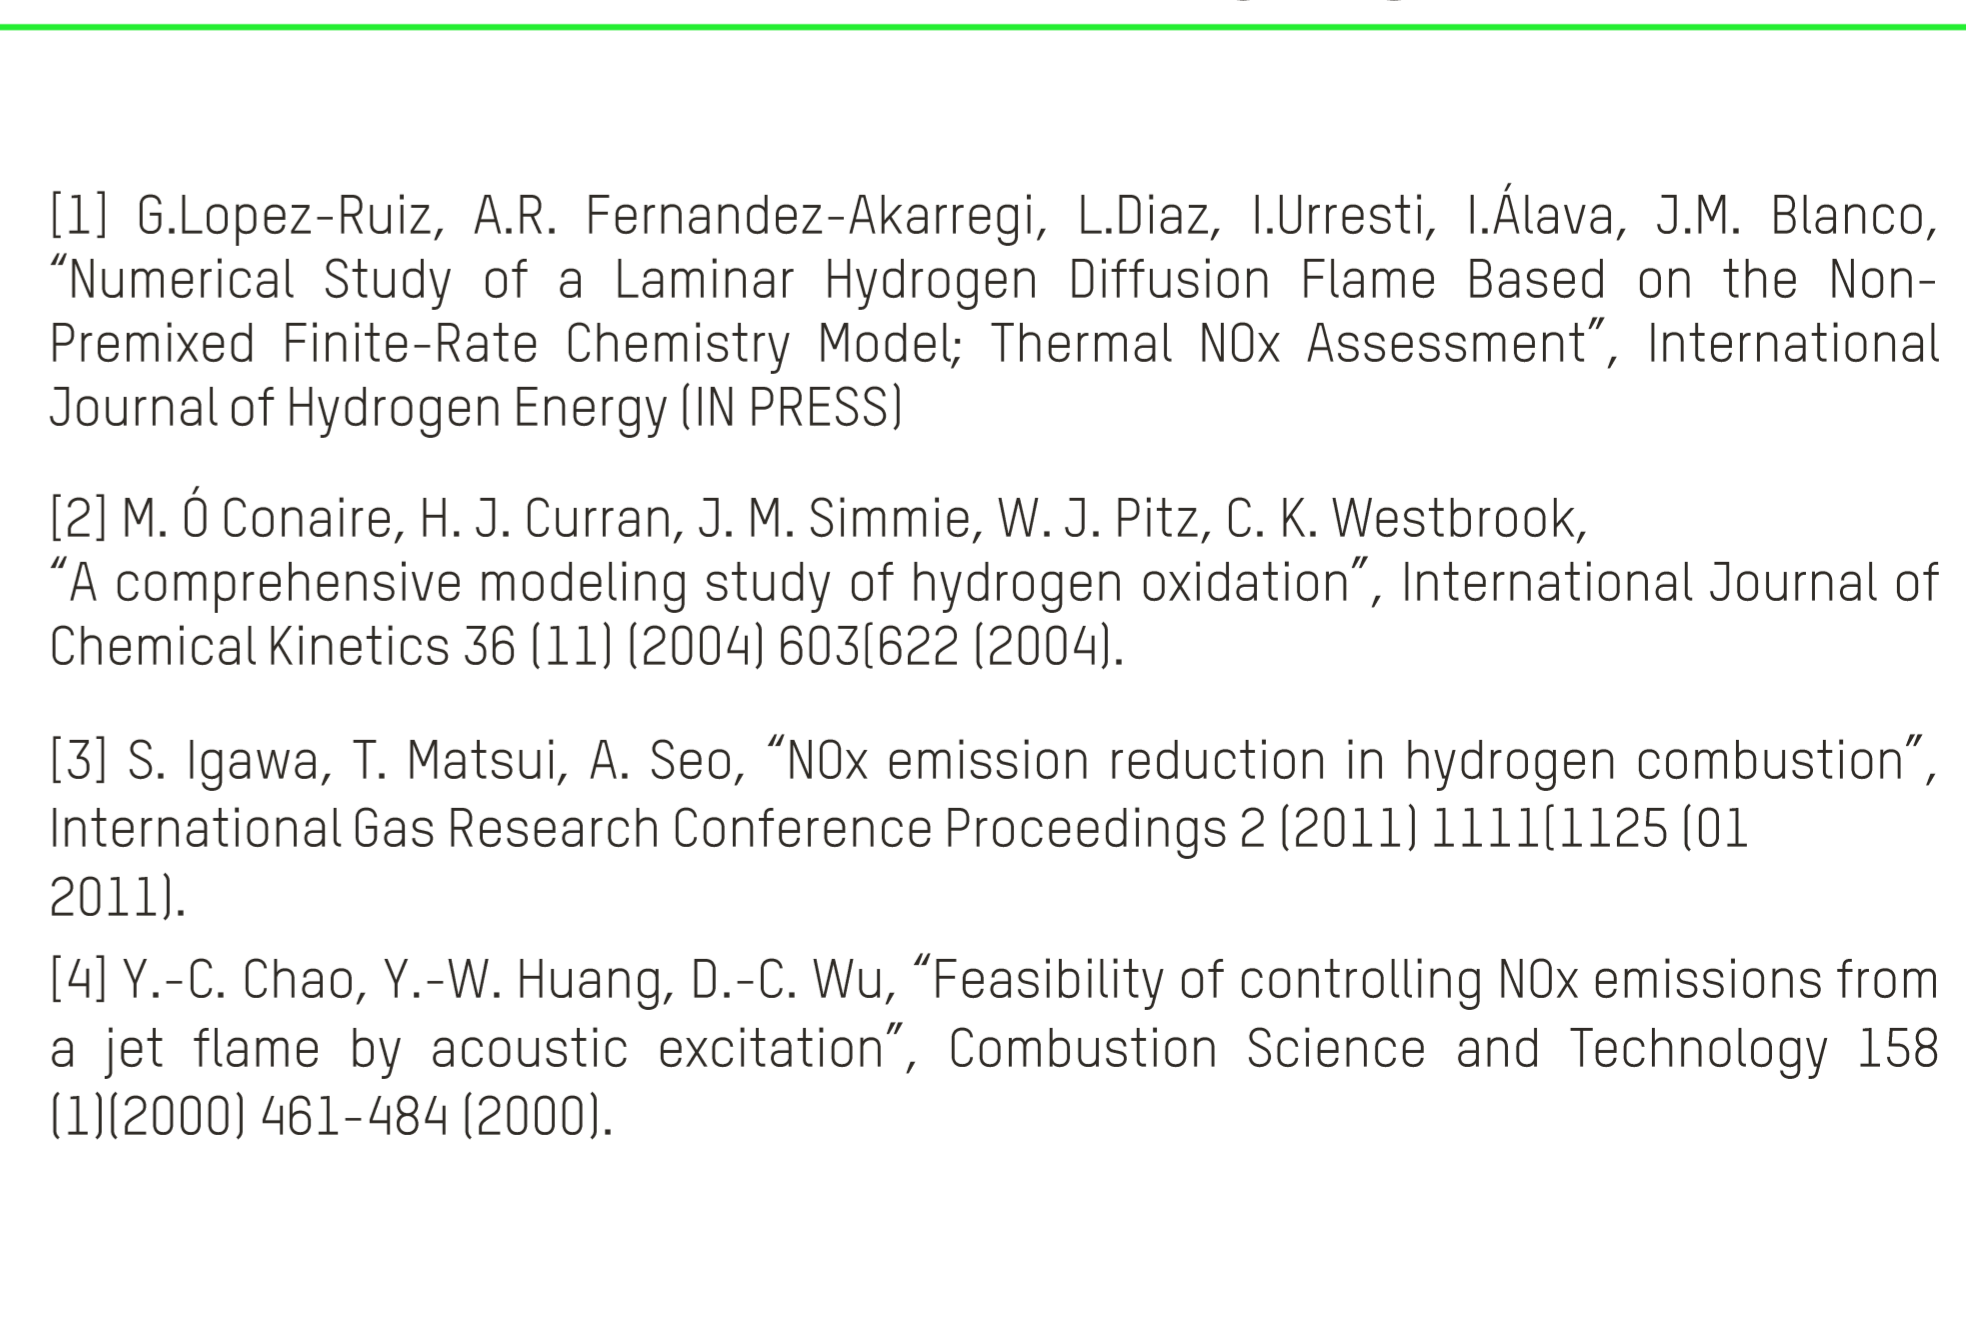 [1] G.Lopez-Ruiz, A.R. Fernandez-Akarregi, L.Diaz, I.Urresti, I.Álava, J.M. Blanco,
“Numerical Study of a Laminar Hydrogen Diffusion Flame Based on the Non-
Premixed Finite-Rate Chemistry Model; Thermal NOx Assessment”, International
Journal of Hydrogen Energy (IN PRESS)
[2] M. Ó Conaire, H. J. Curran, J. M. Simmie, W. J. Pitz, C. K. Westbrook,
“A comprehensive modeling study of hydrogen oxidation”, International Journal of
Chemical Kinetics 36 (11) (2004) 603[622 (2004).
[3] S. Igawa, T. Matsui, A. Seo, “NOx emission reduction in hydrogen combustion”,
International Gas Research Conference Proceedings 2 (2011) 1111[1125 (01
2011).
[4] Y.-C. Chao, Y.-W. Huang, D.-C. Wu, “Feasibility of controlling NOx emissions from
a jet flame by acoustic excitation”, Combustion Science and Technology 158
(1)(2000) 461-484 (2000).